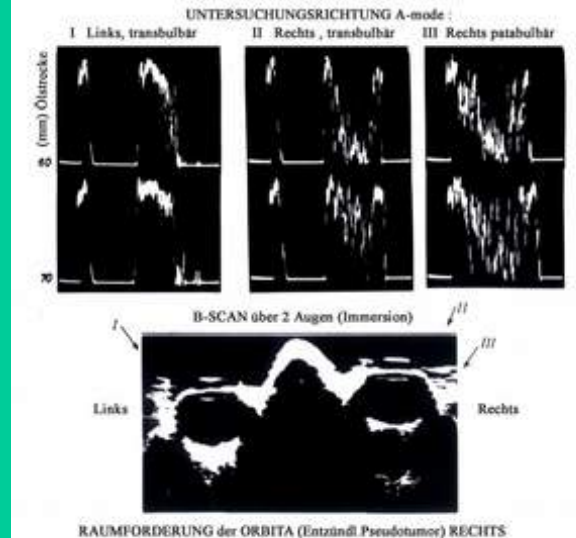 UNTERSUCHUNGSRICHTUNG A-mode :
I Links, transbulbär
II Rechts , transbulbär
III Rechts patabulbär
(mm) Ölstrecke
60
70
B-SCAN über 2 Augen (Immersion)
I
II
III
Links
Rechts
RAUMFORDERUNG der ORBITA (Entzündl Pseudotumor) RECHTS